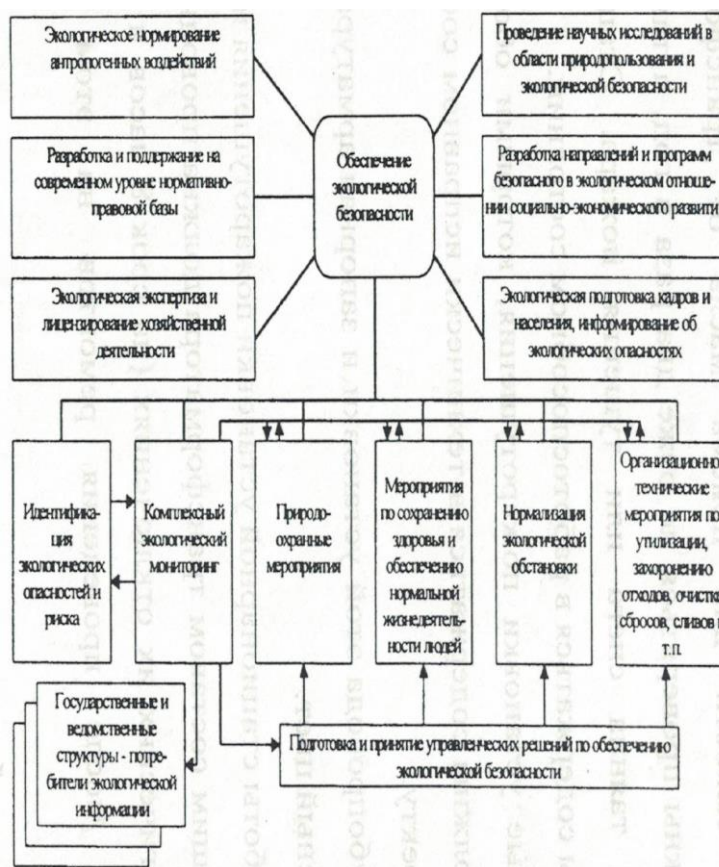 Экологическое нормирование
антропогенных воздействий
Разработка и поддержание на
современном уровне нормативно-
правовой базы
Экологическая экспертиза и
лицензирование хозяйственной
деятельности
Обеспечение
экологической
безопасности
Проведение научных исследований в
области природопользования и
экологической безопасности
Разработка направлений и программ
безопасного в экологическом отноше-
нии социально-экономического развити
Экологическая подготовка кадров и
населения, информирование об
экологических опасностях
Идентифика-
ция
экологических
опасностей и
риска
Комплексный
экологический
мониторинг
Природо-
охранные
мероприятия
Мероприятия
по сохранению
здоровья и
обеспечению
нормальной
жизнедеятель-
ности людей
Нормализация
экологической
обстановки
Организационно
технические
мероприятия по
утилизации,
захоронению
отходов, очистке
сбросов, сливов и
т.п.
Государственные и
ведомственные
структуры - потре-
бители экологической
информации
Подготовка и принятие управленческих решений по обеспечению
экологической безопасности